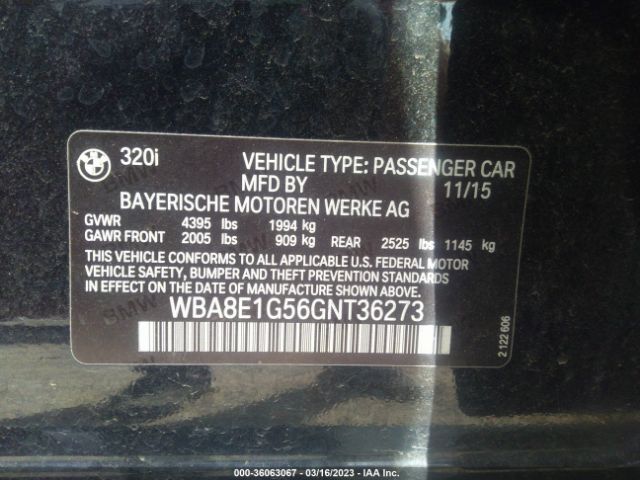 BMW
320i VEHICLE TYPE: PASSENGER CAR
MFD BY 11/15
BAYERISCHE MOTOREN WERKE AG
GVWR 4395 lbs 1994 kg
GAWR FRONT 2005 lbs 909 kg REAR 2525 lbs 1145 kg
THIS VEHICLE CONFORMS TO ALL APPLICABLE U.S. FEDERAL MOTOR
VEHICLE SAFETY, BUMPER AND THEFT PREVENTION STANDARDS
IN EFFECT ON THE DATE OF MANUFACTURE SHOWN ABOVE.
WBA8E1G56GNT36273
2 122 606
000-36063067 - 03/16/2023 - IAA Inc.